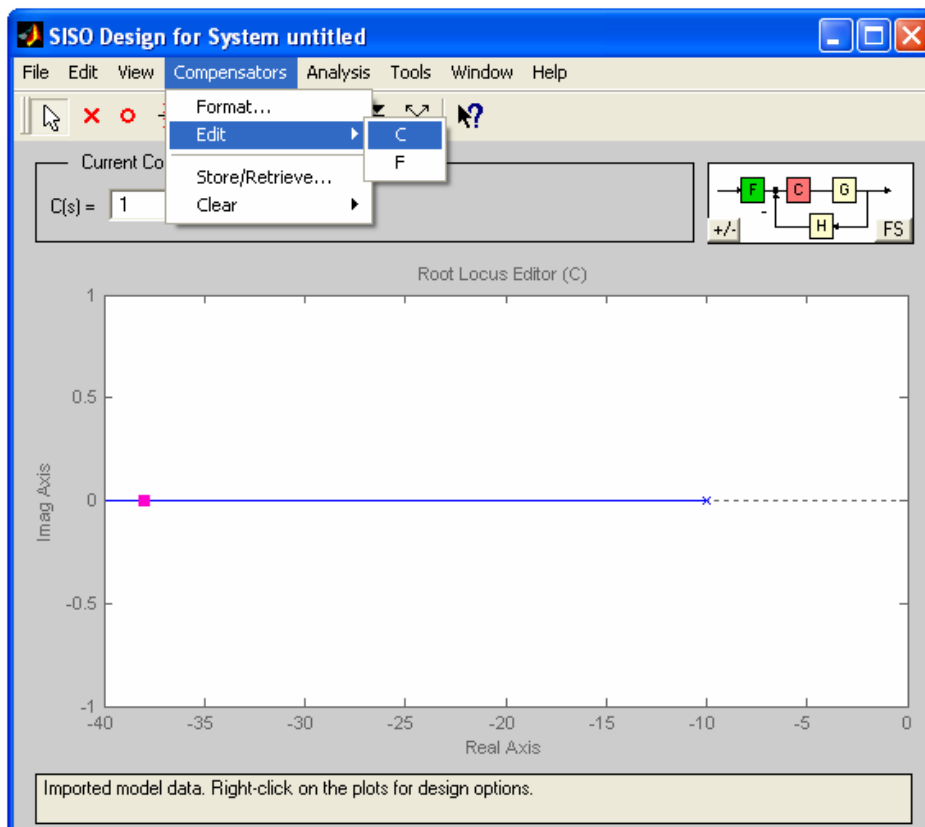 SISO Design for System untitled
File Edit View Compensators Analysis Tools Window Help
Format...
Edit
C
F
Store/Retrieve...
Clear
Current Co
C(s) = 1
F C G
-
H
+/- FS
Root Locus Editor (C)
1
0.5
0
-0.5
-1
Imag Axis
-40 -35 -30 -25 -20 -15 -10 -5 0
Real Axis
Imported model data. Right-click on the plots for design options.